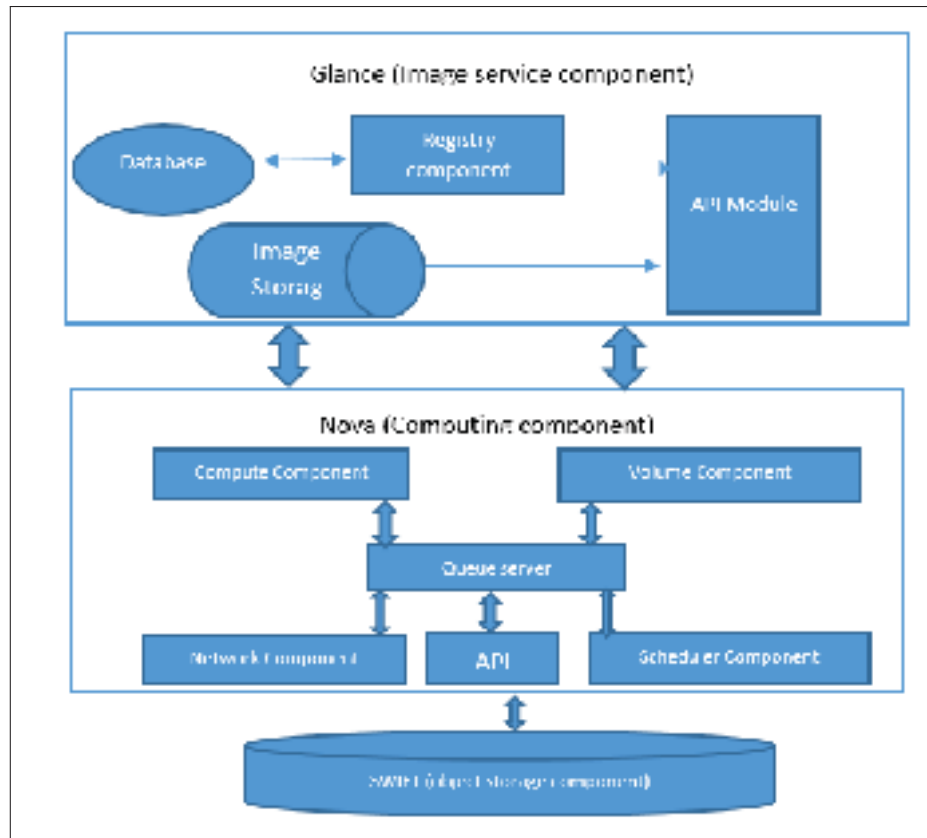 Glance (Image service component)
Database
Registry
component
API Module
Image
Storag
Nova (Computing component)
Compute Component
Volume Component
Queue server
Network Component
API
Scheduler Component
SWIFT (object storage component)